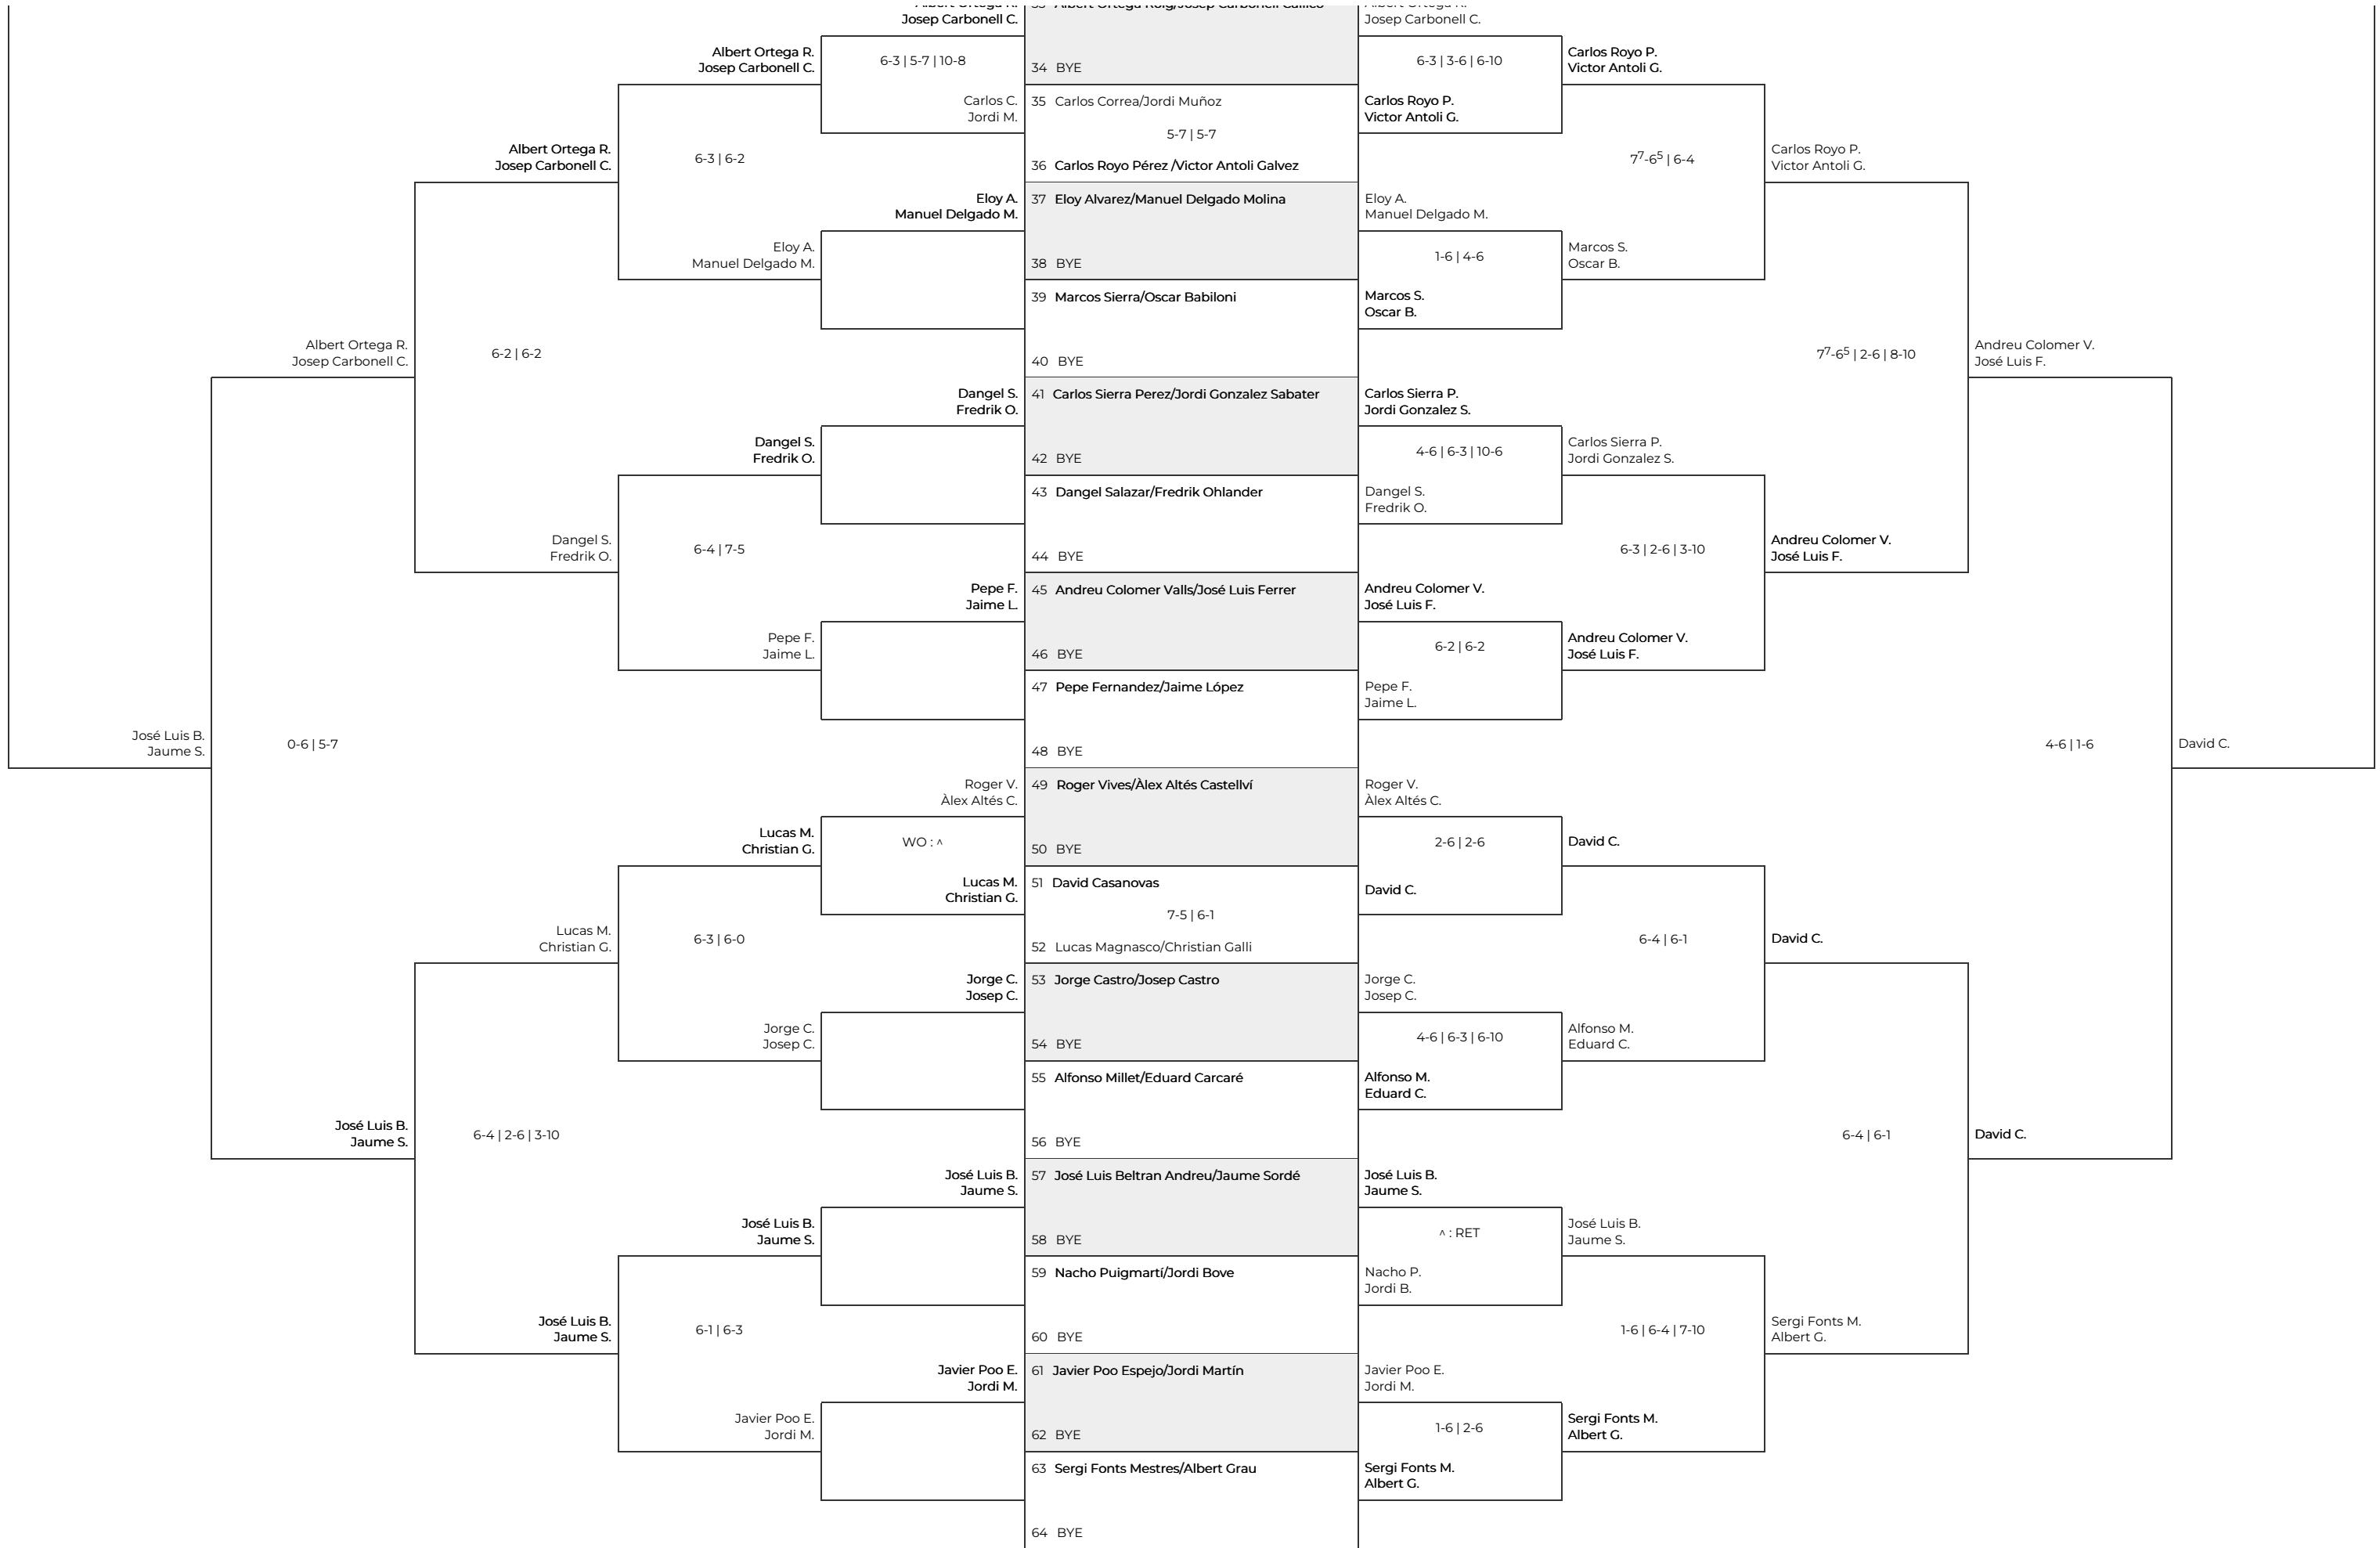 José Luis B.
Jaume S.
Albert Ortega R.
Josep Carbonell C.
0-6 | 5-7
José Luis B.
Jaume S.
Albert Ortega R.
Josep Carbonell C.
6-2 | 6-2
Dangel S.
Fredrik O.
Lucas M.
Christian G.
6-4 | 2-6 | 3-10
José Luis B.
Jaume S.
Albert Ortega R.
Josep Carbonell C.
6-3 | 6-2
Eloy A.
Manuel Delgado M.
Dangel S.
Fredrik O.
6-4 | 7-5
Pepe F.
Jaime L.
Lucas M.
Christian G.
6-3 | 6-0
Jorge C.
Josep C.
José Luis B.
Jaume S.
6-1 | 6-3
Javier Poo E.
Jordi M.
Albert Ortega R.
Josep Carbonell C.
6-3 | 5-7 | 10-8
Carlos C.
Jordi M.
Eloy A.
Manuel Delgado M.
Dangel S.
Fredrik O.
Pepe F.
Jaime L.
Roger V.
Àlex Altés C.
WO : ^
Lucas M.
Christian G.
Jorge C.
Josep C.
José Luis B.
Jaume S.
Javier Poo E.
Jordi M.
33 Albert Ortega Roig/Josep Carbonell
34 BYE
35 Carlos Correa/Jordi Muñoz
5-7 | 5-7
36 Carlos Royo Pérez /Victor Antoli Galvez
37 Eloy Alvarez/Manuel Delgado Molina
38 BYE
39 Marcos Sierra/Oscar Babiloni
40 BYE
41 Carlos Sierra Perez/Jordi Gonzalez Sabater
42 BYE
43 Dangel Salazar/Fredrik Ohlander
44 BYE
45 Andreu Colomer Valls/José Luis Ferrer
46 BYE
47 Pepe Fernandez/Jaime López
48 BYE
49 Roger Vives/Àlex Altés Castellví
50 BYE
51 David Casanovas
7-5 | 6-1
52 Lucas Magnasco/Christian Galli
53 Jorge Castro/Josep Castro
54 BYE
55 Alfonso Millet/Eduard Carcaré
56 BYE
57 José Luis Beltran Andreu/Jaume Sordé
58 BYE
59 Nacho Puigmartí/Jordi Bove
60 BYE
61 Javier Poo Espejo/Jordi Martín
62 BYE
63 Sergi Fonts Mestres/Albert Grau
64 BYE
Albert Ortega R.
Josep Carbonell C.
6-3 | 3-6 | 6-10
Carlos Royo P.
Victor Antoli G.
Eloy A.
Manuel Delgado M.
1-6 | 4-6
Marcos S.
Oscar B.
Carlos Sierra P.
Jordi Gonzalez S.
4-6 | 6-3 | 10-6
Dangel S.
Fredrik O.
Andreu Colomer V.
José Luis F.
6-2 | 6-2
Pepe F.
Jaime L.
Roger V.
Àlex Altés C.
2-6 | 2-6
David C.
Jorge C.
Josep C.
4-6 | 6-3 | 6-10
Alfonso M.
Eduard C.
José Luis B.
Jaume S.
^ : RET
Nacho P.
Jordi B.
Javier Poo E.
Jordi M.
1-6 | 2-6
Sergi Fonts M.
Albert G.
Carlos Royo P.
Victor Antoli G.
7⁷-6⁵ | 6-4
Marcos S.
Oscar B.
Carlos Sierra P.
Jordi Gonzalez S.
6-3 | 2-6 | 3-10
Andreu Colomer V.
José Luis F.
David C.
6-4 | 6-1
Alfonso M.
Eduard C.
José Luis B.
Jaume S.
1-6 | 6-4 | 7-10
Sergi Fonts M.
Albert G.
Carlos Royo P.
Victor Antoli G.
7⁷-6⁵ | 2-6 | 8-10
Andreu Colomer V.
José Luis F.
David C.
6-4 | 6-1
Sergi Fonts M.
Albert G.
Andreu Colomer V.
José Luis F.
4-6 | 1-6
David C.
David C.